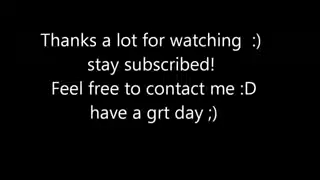 Thanks a lot for watching :)
stay subscribed!
Feel free to contact me :D
have a grt day ;)